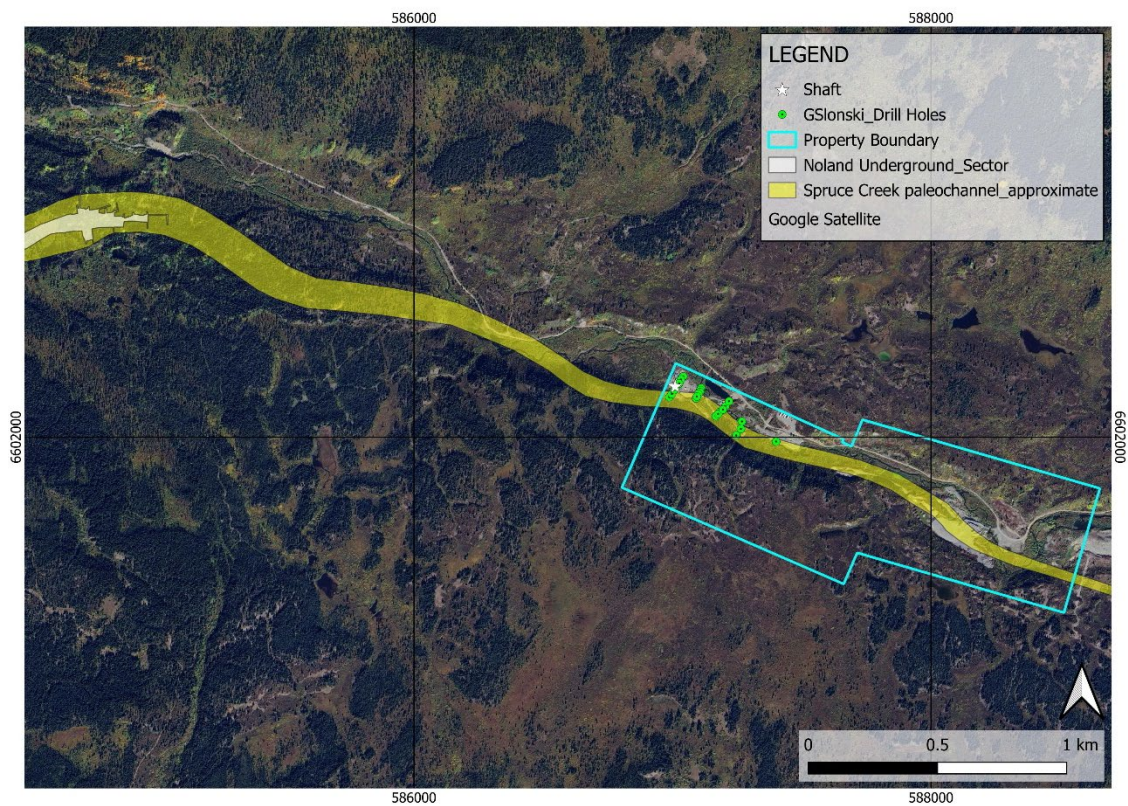 586000
588000
LEGEND
Shaft
GSlonski_Drill Holes
Property Boundary
Noland Underground_Sector
Spruce Creek paleochannel_approximate
Google Satellite
6602000
6602000
0 0.5 1 km
586000
588000